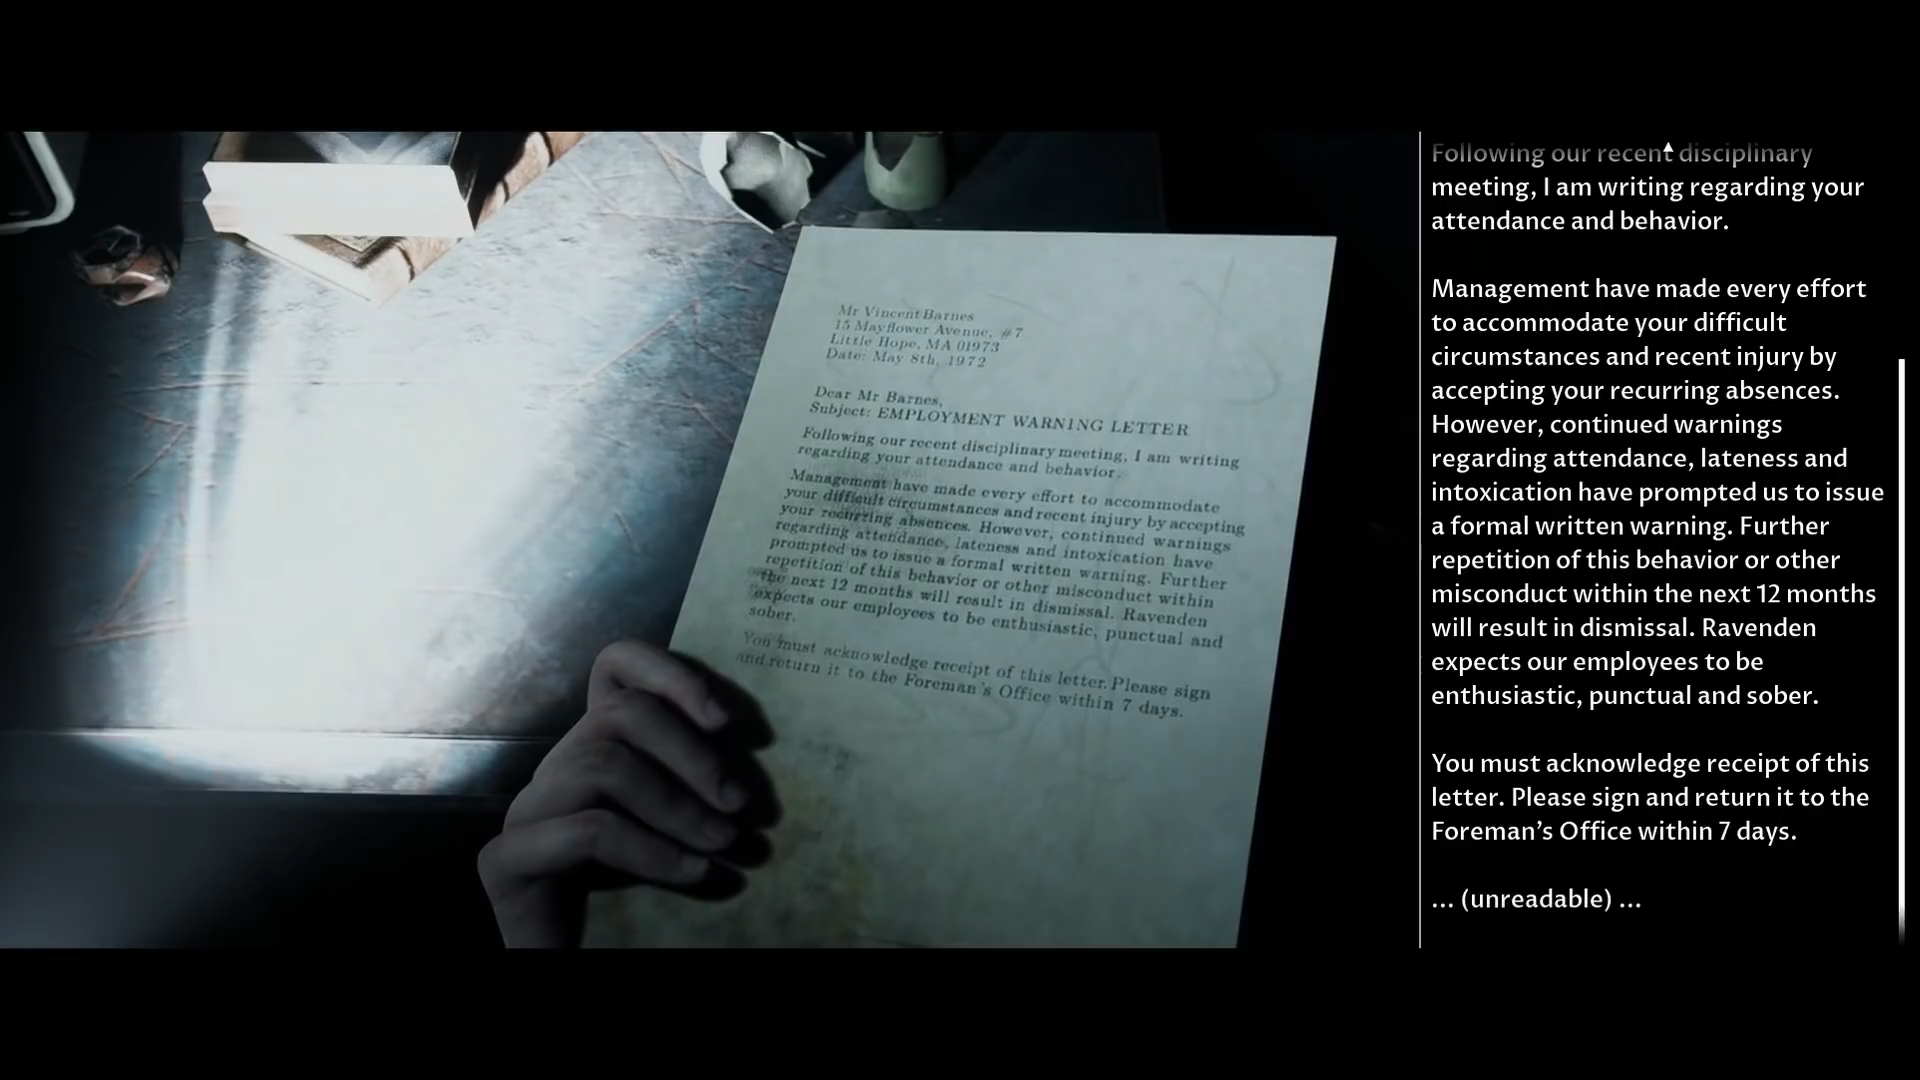 Mr Vincent Barnes
15 Mayflower Avenue, #7
Little Hope, MA 01973
Date: May 8th, 1972
Dear Mr Barnes,
Subject: EMPLOYMENT WARNING LETTER
Following our recent disciplinary meeting, I am writing
regarding your attendance and behavior.
Management have made every effort to accommodate
your difficult circumstances and recent injury by accepting
your recurring absences. However, continued warnings
regarding attendance, lateness and intoxication have
prompted us to issue a formal written warning. Further
repetition of this behavior or other misconduct within
the next 12 months will result in dismissal. Ravenden
expects our employees to be enthusiastic, punctual and
sober.
You must acknowledge receipt of this letter. Please sign
and return it to the Foreman's Office within 7 days.
Following our recent disciplinary
meeting, I am writing regarding your
attendance and behavior.
Management have made every effort
to accommodate your difficult
circumstances and recent injury by
accepting your recurring absences.
However, continued warnings
regarding attendance, lateness and
intoxication have prompted us to issue
a formal written warning. Further
repetition of this behavior or other
misconduct within the next 12 months
will result in dismissal. Ravenden
expects our employees to be
enthusiastic, punctual and sober.
You must acknowledge receipt of this
letter. Please sign and return it to the
Foreman’s Office within 7 days.
... (unreadable) ...